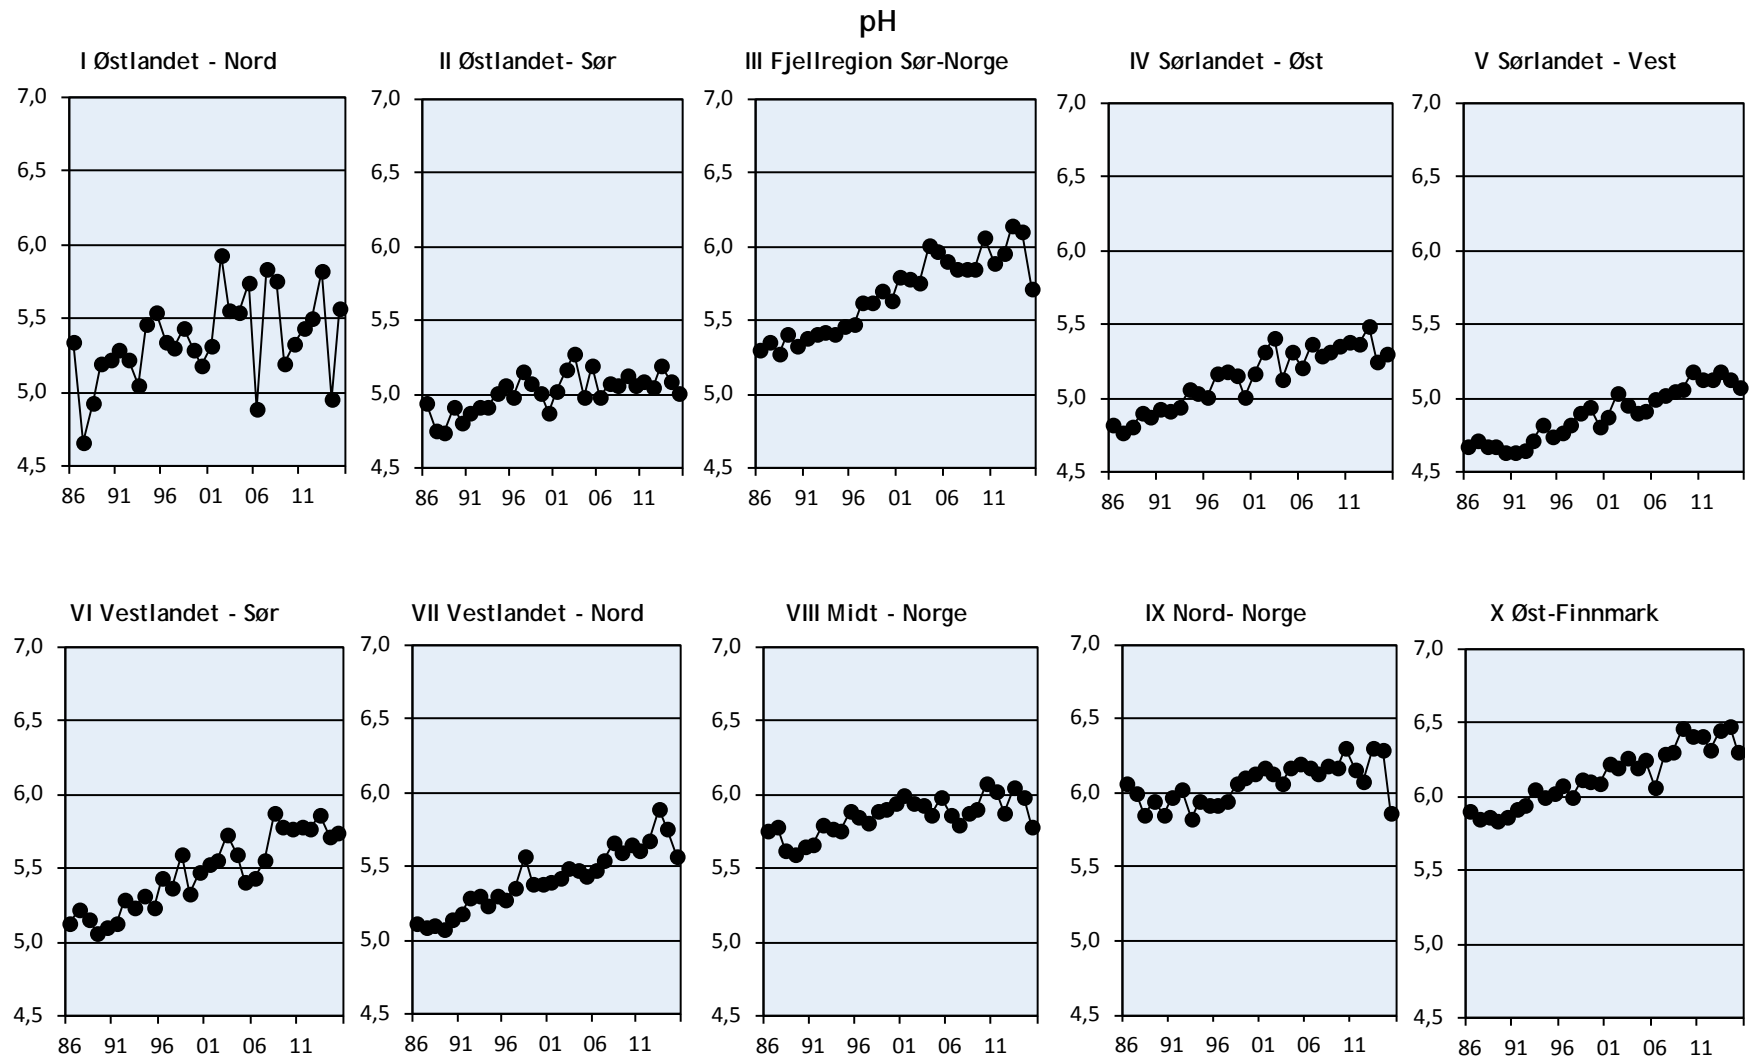 pH
I Østlandet - Nord
7,0
6,5
6,0
5,5
5,0
4,5
86 91 96 01 06 11
II Østlandet- Sør
7,0
6,5
6,0
5,5
5,0
4,5
86 91 96 01 06 11
III Fjellregion Sør-Norge
7,0
6,5
6,0
5,5
5,0
4,5
86 91 96 01 06 11
IV Sørlandet - Øst
7,0
6,5
6,0
5,5
5,0
4,5
86 91 96 01 06 11
V Sørlandet - Vest
7,0
6,5
6,0
5,5
5,0
4,5
86 91 96 01 06 11
VI Vestlandet - Sør
7,0
6,5
6,0
5,5
5,0
4,5
86 91 96 01 06 11
VII Vestlandet - Nord
7,0
6,5
6,0
5,5
5,0
4,5
86 91 96 01 06 11
VIII Midt - Norge
7,0
6,5
6,0
5,5
5,0
4,5
86 91 96 01 06 11
IX Nord- Norge
7,0
6,5
6,0
5,5
5,0
4,5
86 91 96 01 06 11
X Øst-Finnmark
7,0
6,5
6,0
5,5
5,0
4,5
86 91 96 01 06 11